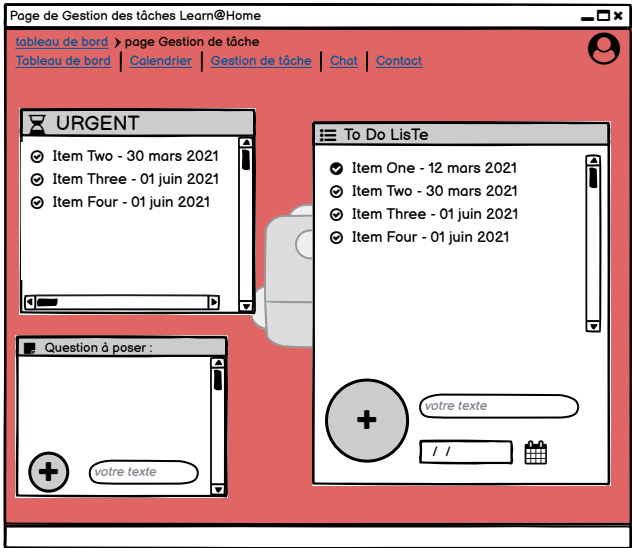 Page de Gestion des tâches Learn@Home
tableau de bord page Gestion de tâche
Tableau de bord Calendrier Gestion de tâche Chat Contact
URGENT
Item Two - 30 mars 2021
Item Three - 01 juin 2021
Item Four - 01 juin 2021
To Do LisTe
Item One - 12 mars 2021
Item Two - 30 mars 2021
Item Three - 01 juin 2021
Item Four - 01 juin 2021
Question à poser :
votre texte
votre texte
/ /